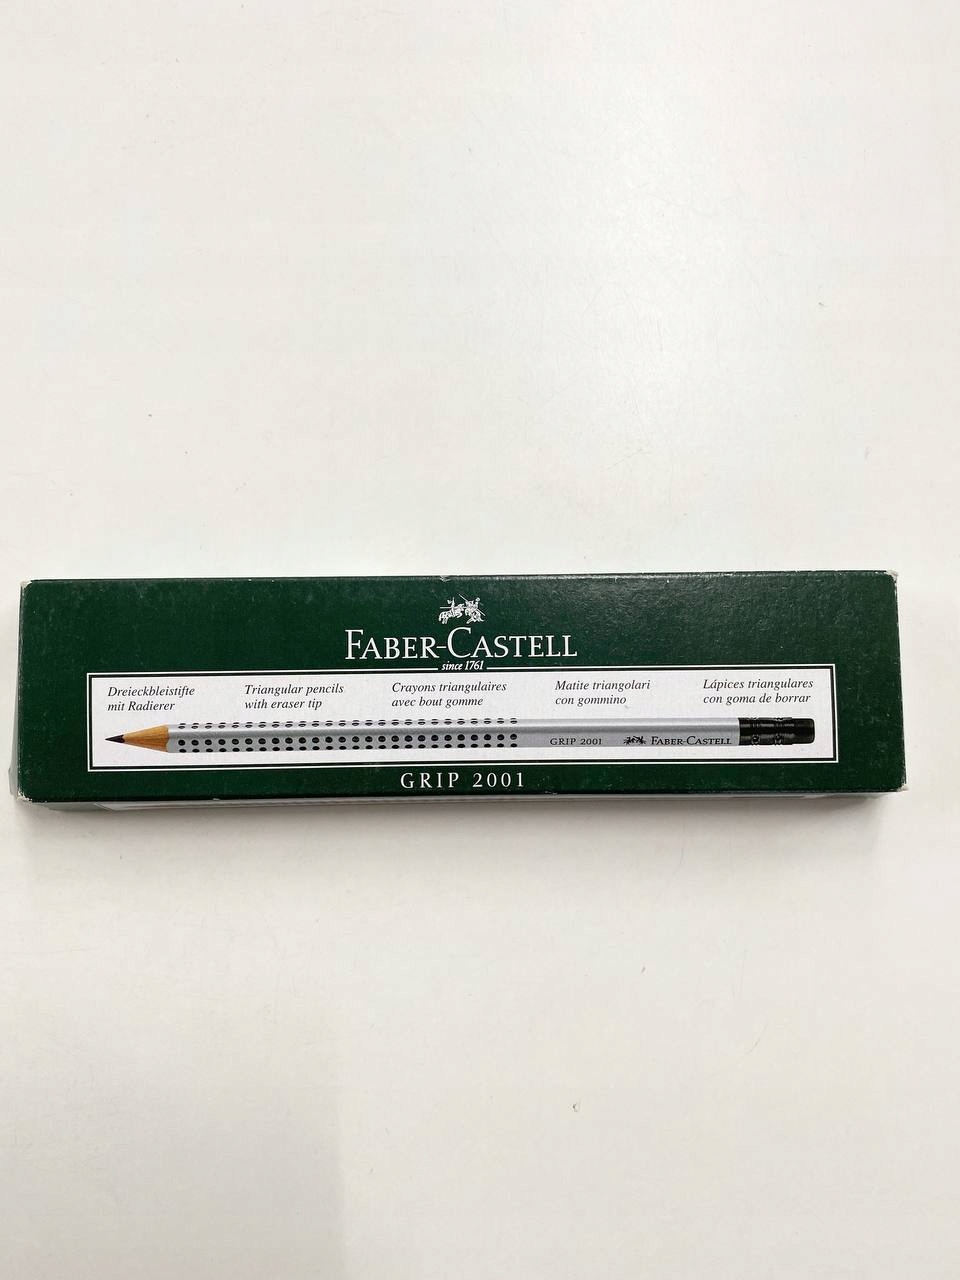 FABER-CASTELL
since 1761
Dreieckbleistifte
mit Radierer
Triangular pencils
with eraser tip
Crayons triangulaires
avec bout gomme
Matite triangolari
con gommino
Lápices triangulares
con goma de borrar
GRIP 2001 FABER-CASTELL
GRIP 2001